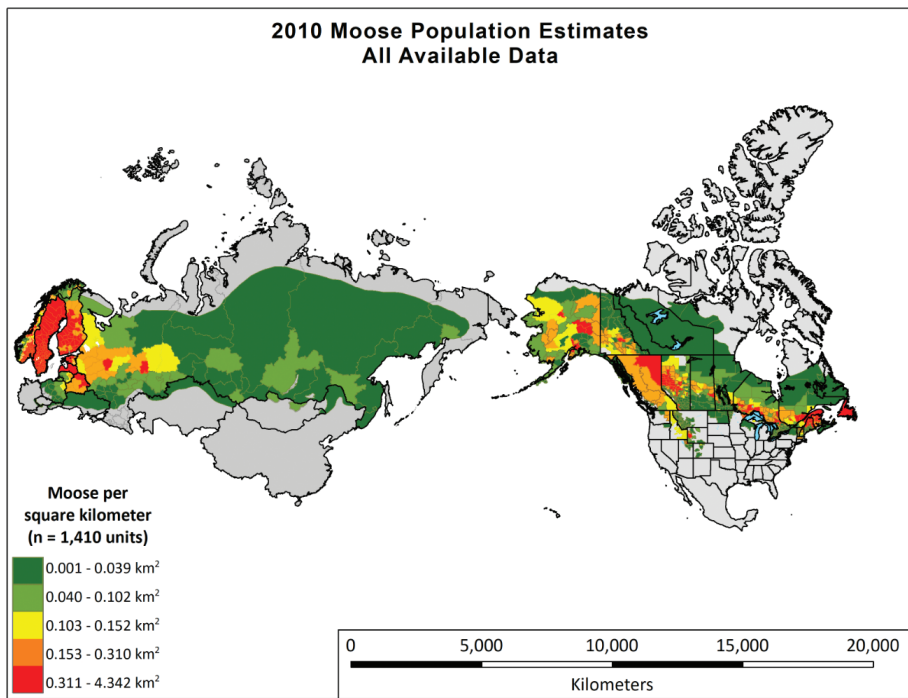 2010 Moose Population Estimates
All Available Data
Moose per
square kilometer
(n = 1,410 units)
0.001 - 0.039 km²
0.040 - 0.102 km²
0.103 - 0.152 km²
0.153 - 0.310 km²
0.311 - 4.342 km²
0 5,000 10,000 15,000 20,000
Kilometers